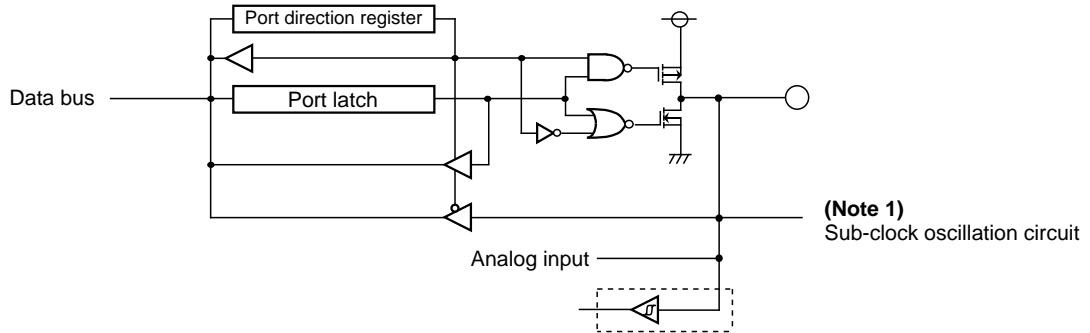 Port direction register
Data bus
Port latch
(Note 1)
Sub-clock oscillation circuit
Analog input